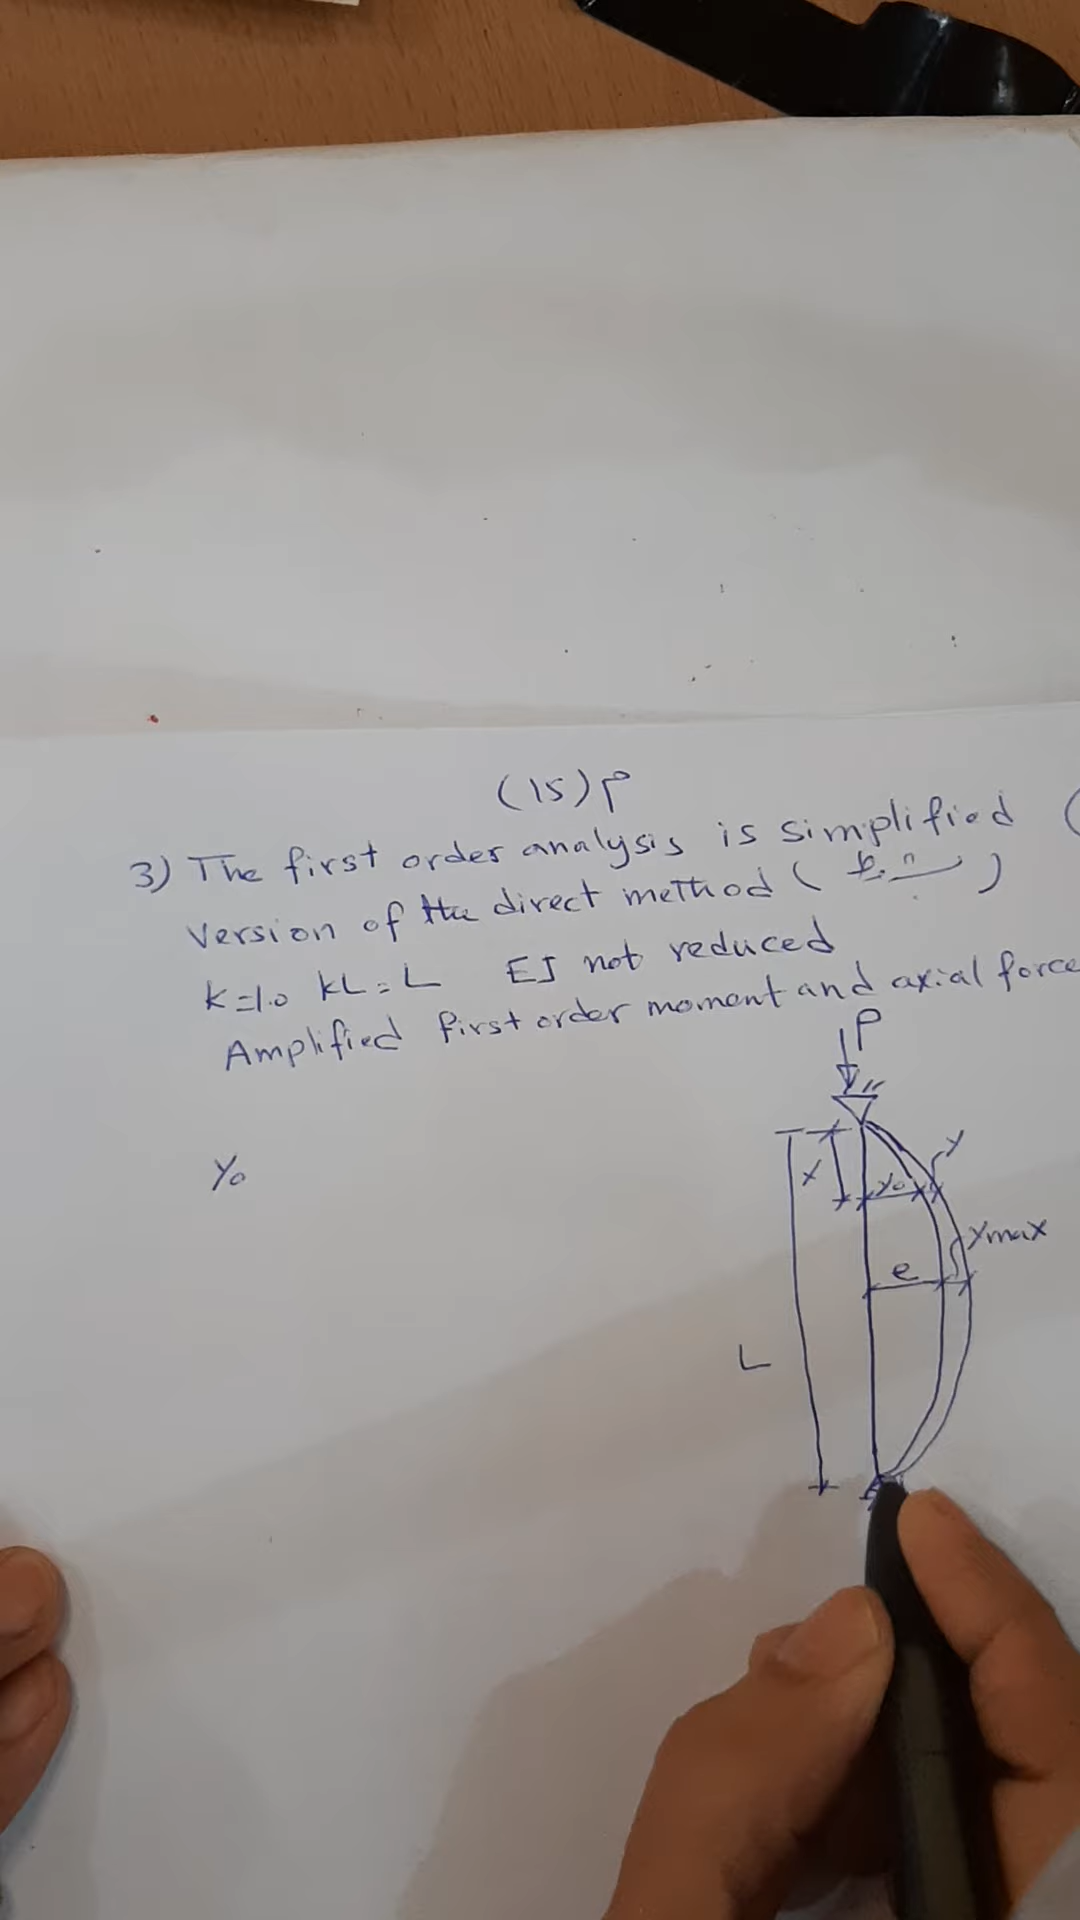 (15) م
3) The first order analysis is simplified (
version of the direct method (
)
k=1.0 kL=L EI not reduced
Amplified first order moment and axial force
P
y
X
yo
Yo
ymax
e
L